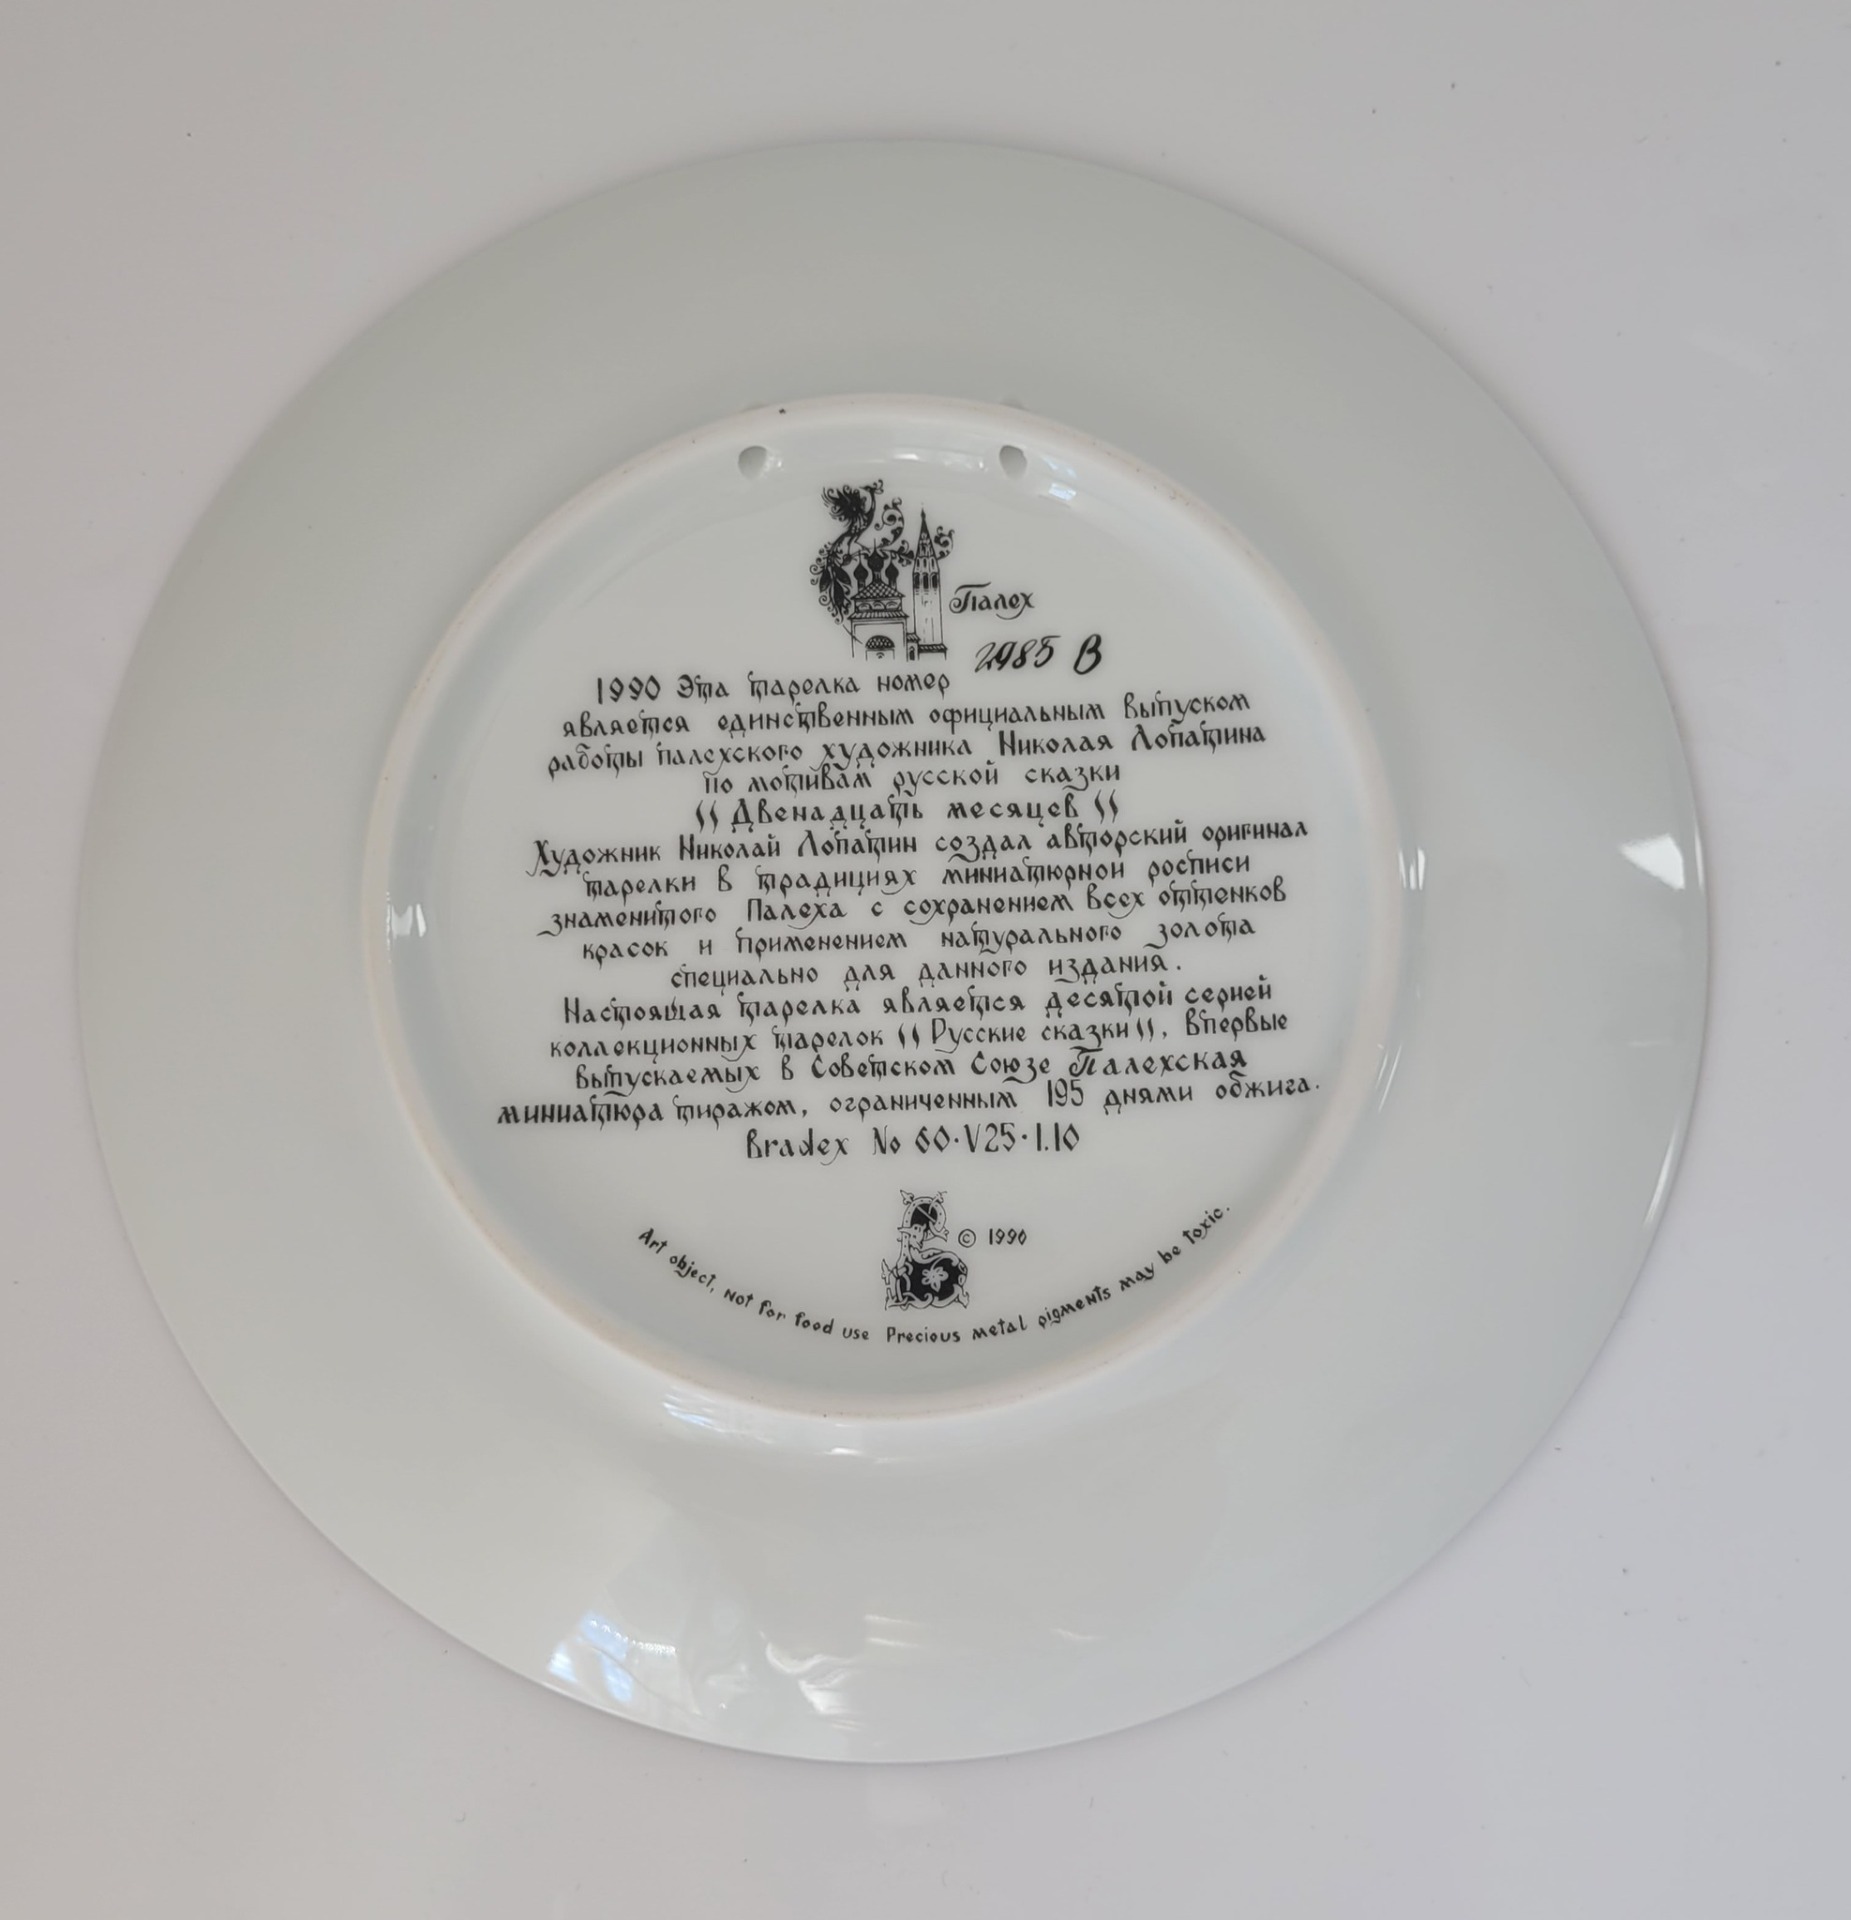 Палех
2985 В
1990 Эта тарелка номер
является единственным официальным выпуском
работы палехского художника Николая Лопатина
по мотивам русской сказки
"Двенадцать месяцев"
Художник Николай Лопатин создал авторский оригинал
тарелки в традициях миниатюрной росписи
знаменитого Палеха с сохранением всех оттенков
красок и применением натурального золота
специально для данного издания.
Настоящая тарелка является десятой серией
коллекционных тарелок "Русские сказки", впервые
выпускаемых в Советском Союзе Палехская
миниатюра тиражом, ограниченным 195 днями обжига.
Bradex No 60·V25·1.10
© 1990
Art object, not for food use Precious metal pigments may be toxic.